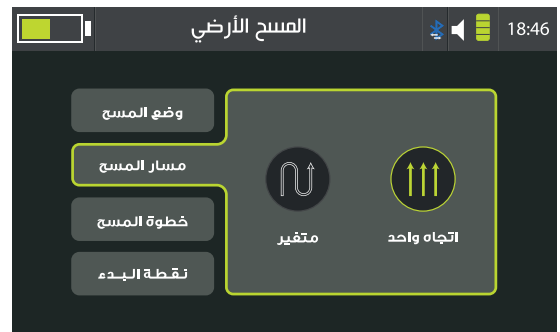 المسح الأرضي
18:46
وضع المسح
مسار المسح
خطوة المسح
نقطة البدء
اتجاه واحد
متغير